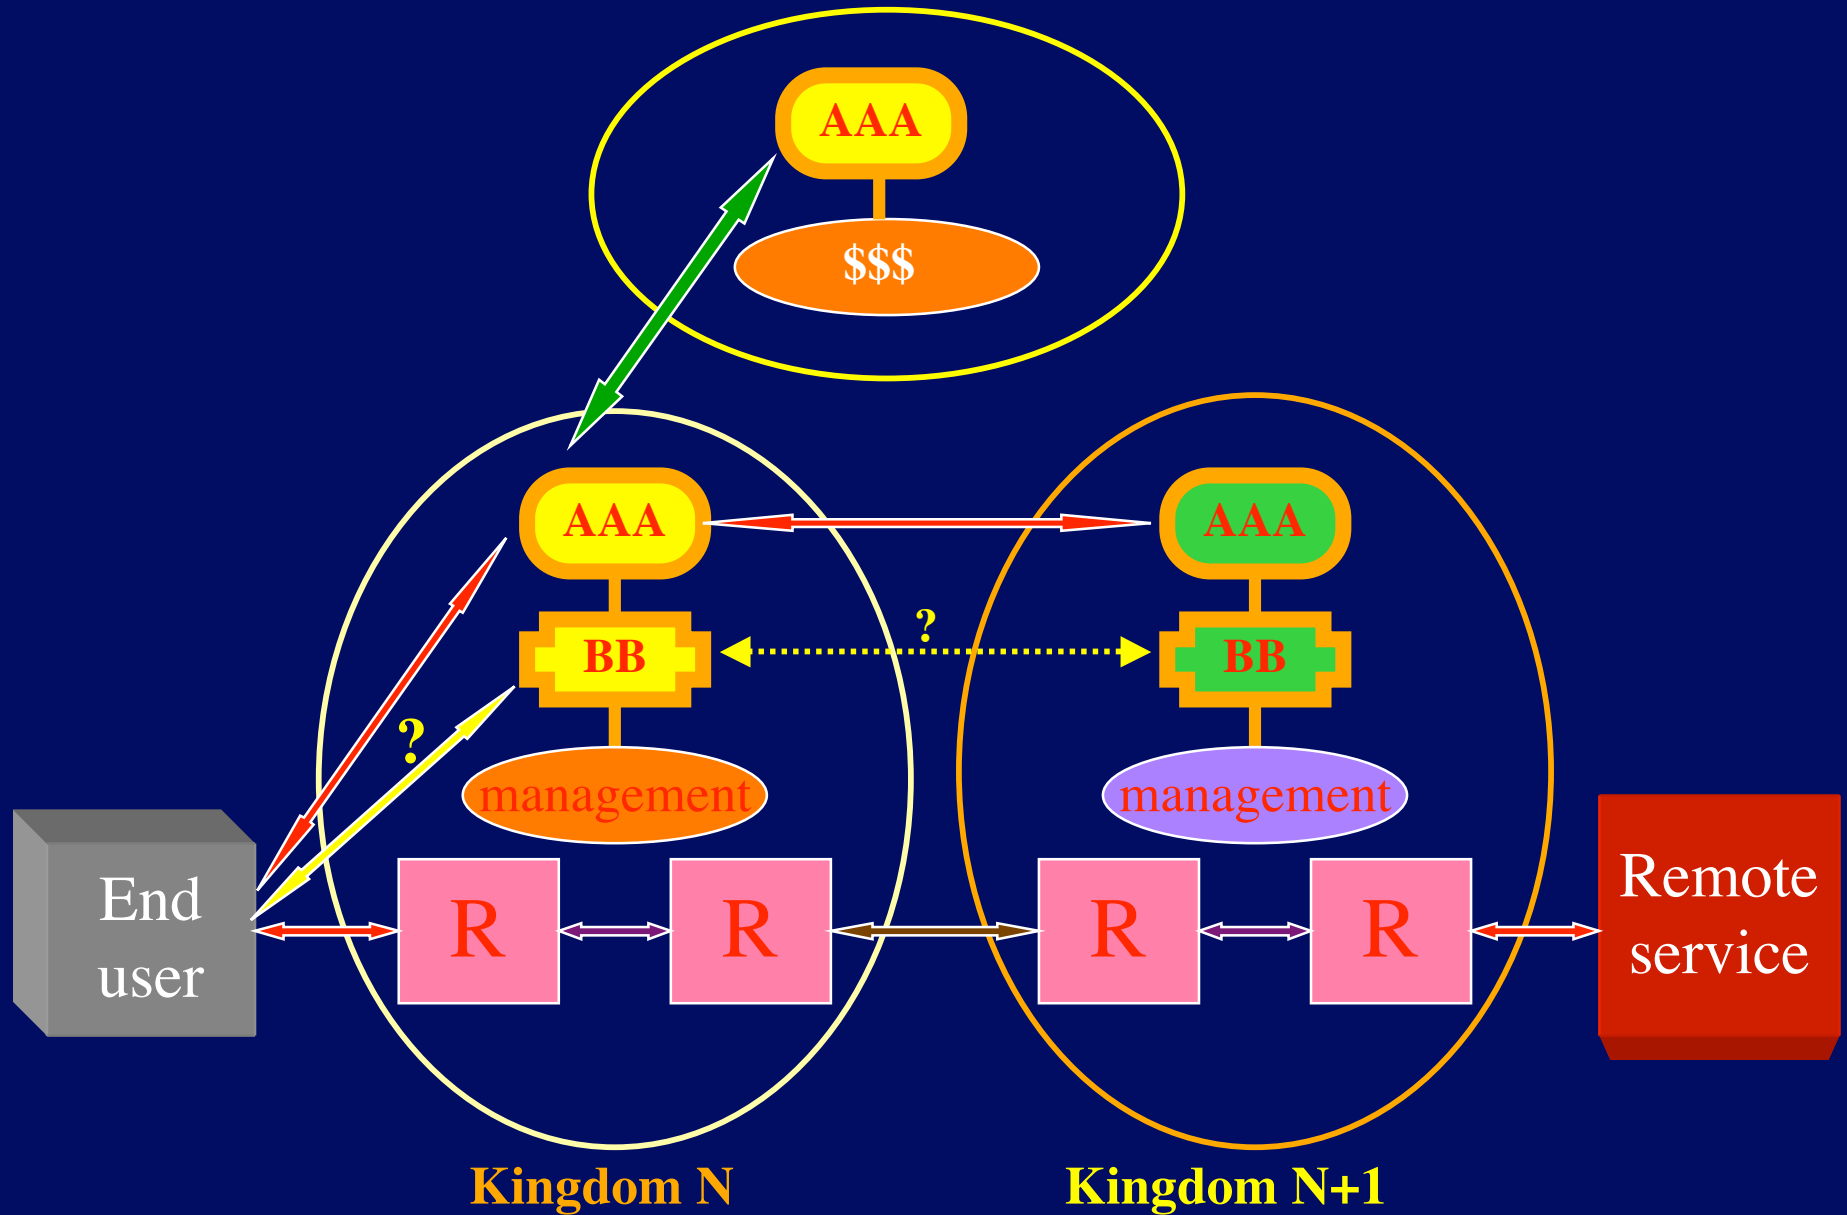 AAA
$$$
AAA
AAA
?
BB
BB
?
management
management
End
user
R
R
R
R
Remote
service
Kingdom N
Kingdom N+1